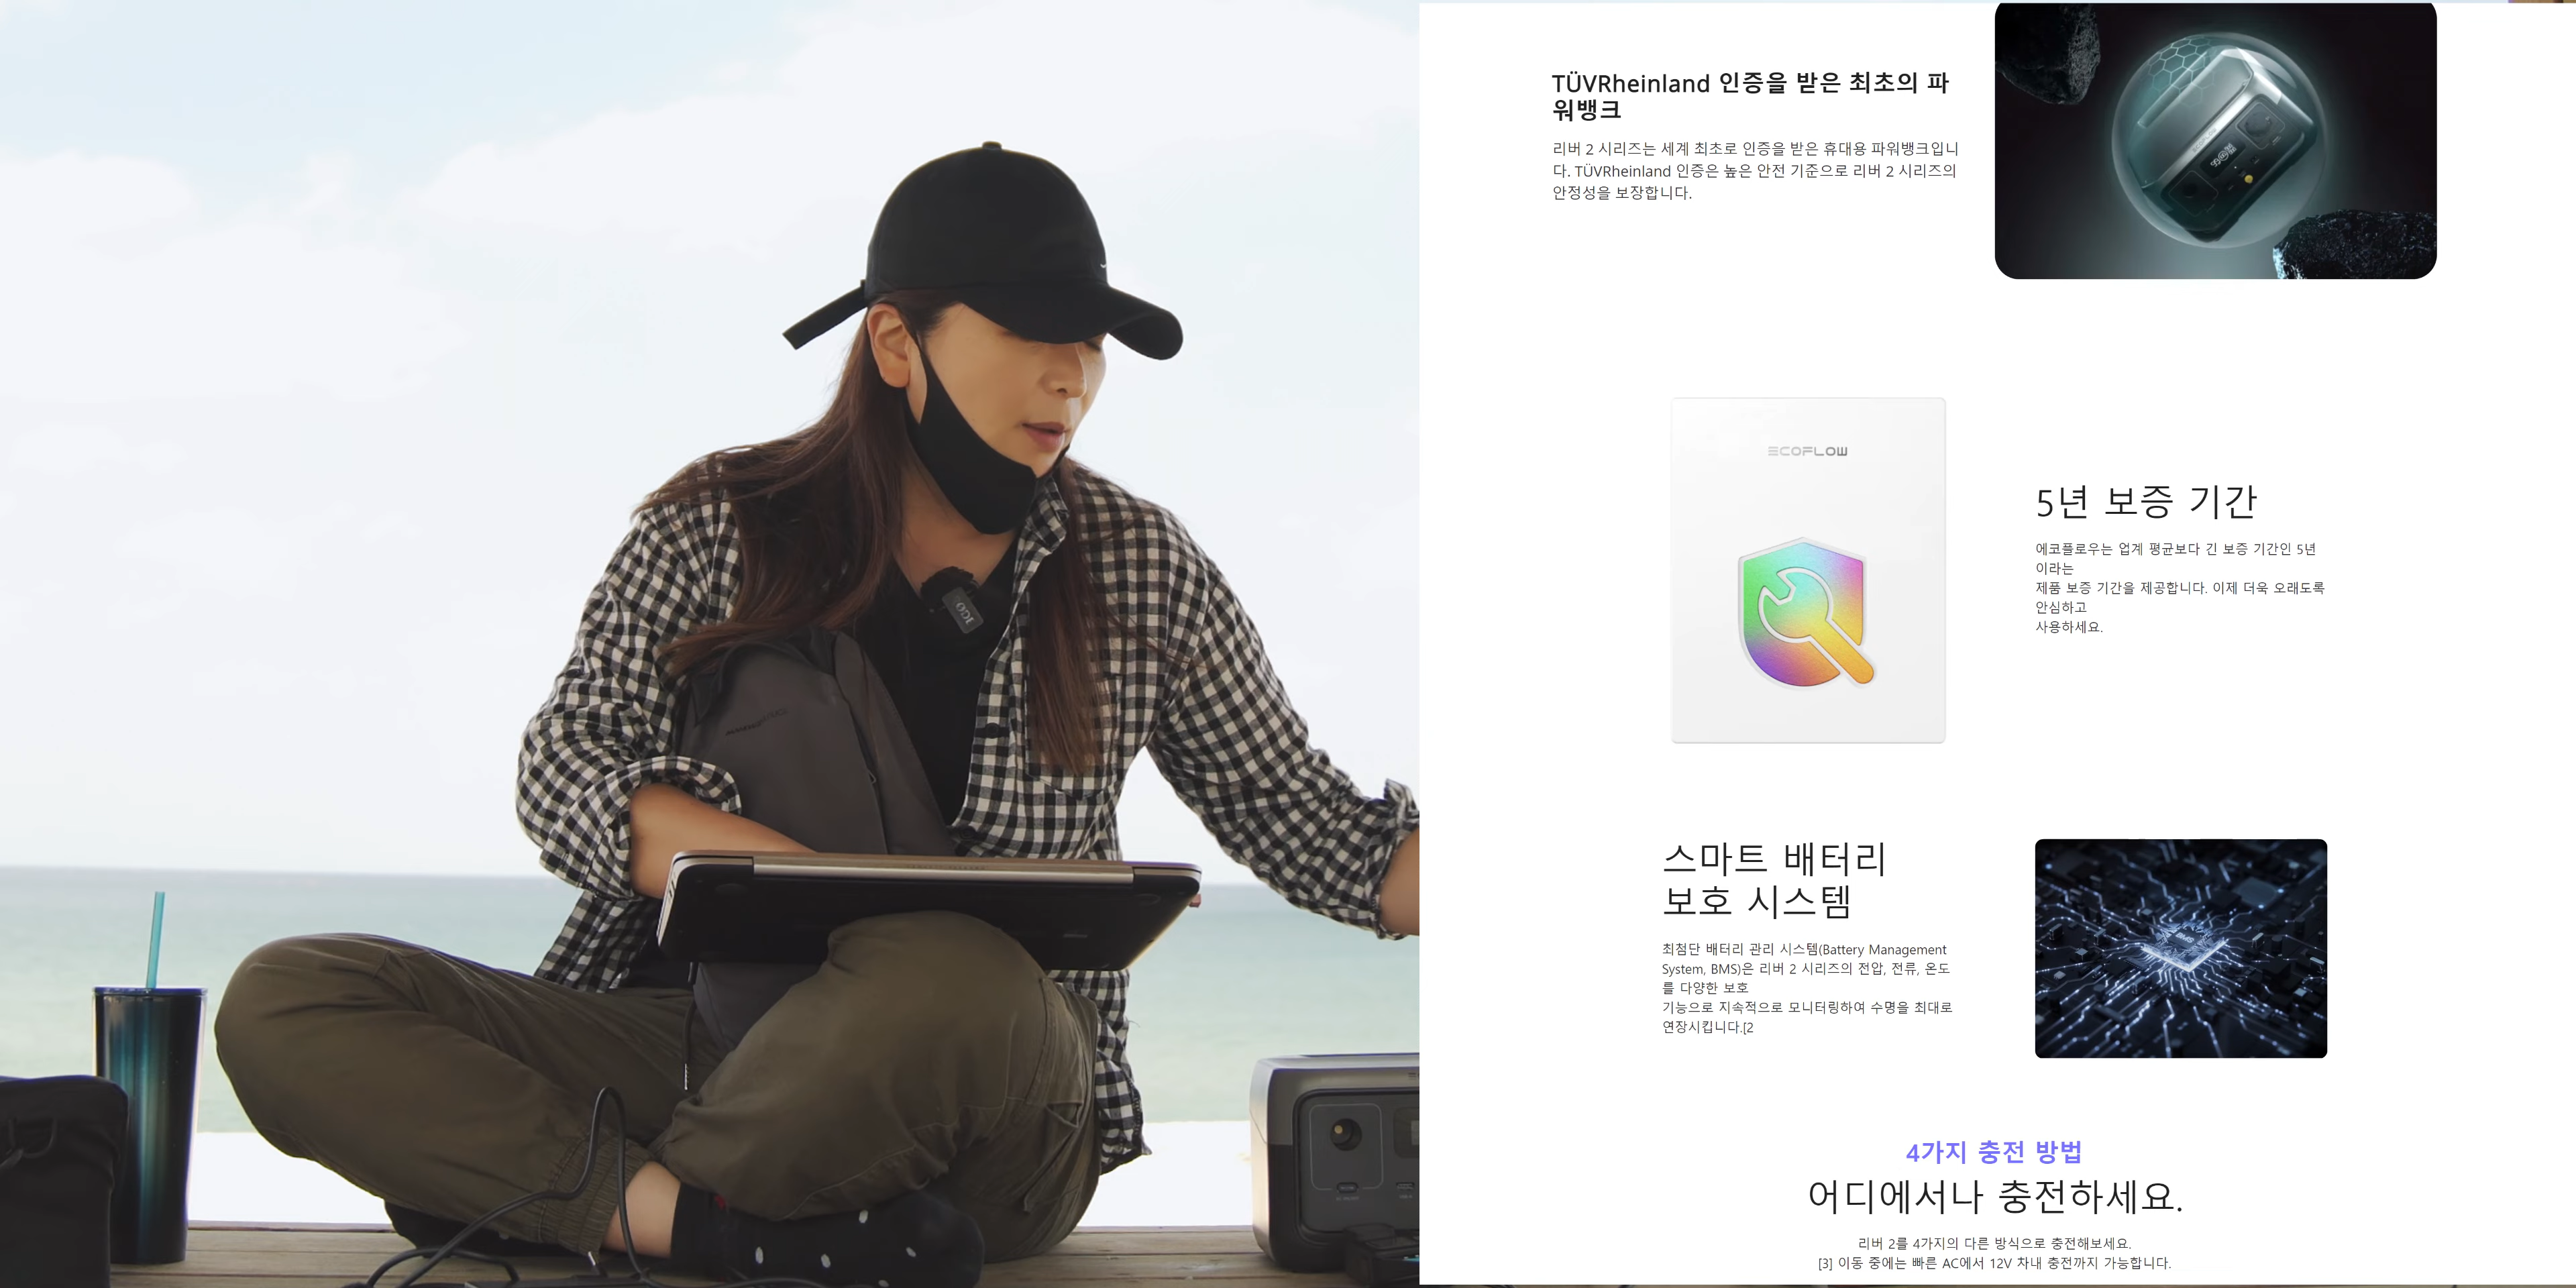 TÜVRheinland 인증을 받은 최초의 파
워뱅크
리버 2 시리즈는 세계 최초로 인증을 받은 휴대용 파워뱅크입니
다. TÜVRheinland 인증은 높은 안전 기준으로 리버 2 시리즈의
안정성을 보장합니다.
ECOFLOW
5년 보증 기간
에코플로우는 업계 평균보다 긴 보증 기간인 5년
이라는
제품 보증 기간을 제공합니다. 이제 더욱 오래도록
안심하고
사용하세요.
스마트 배터리
보호 시스템
최첨단 배터리 관리 시스템(Battery Management
System, BMS)은 리버 2 시리즈의 전압, 전류, 온도
를 다양한 보호
기능으로 지속적으로 모니터링하여 수명을 최대로
연장시킵니다.[2
BMS
4가지 충전 방법
어디에서나 충전하세요.
리버 2를 4가지의 다른 방식으로 충전해보세요.
[3] 이동 중에는 빠른 AC에서 12V 차내 충전까지 가능합니다.